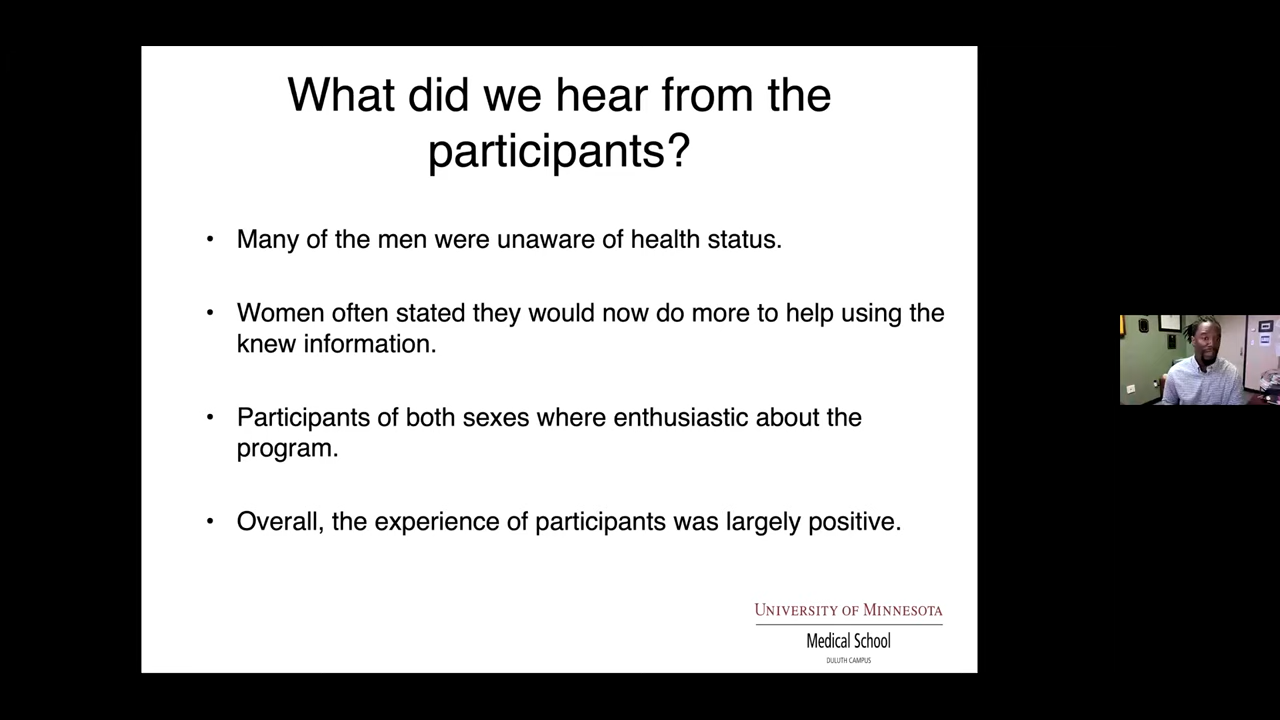 What did we hear from the
participants?
• Many of the men were unaware of health status.
• Women often stated they would now do more to help using the
knew information.
• Participants of both sexes where enthusiastic about the
program.
• Overall, the experience of participants was largely positive.
UNIVERSITY OF MINNESOTA
Medical School
DULUTH CAMPUS